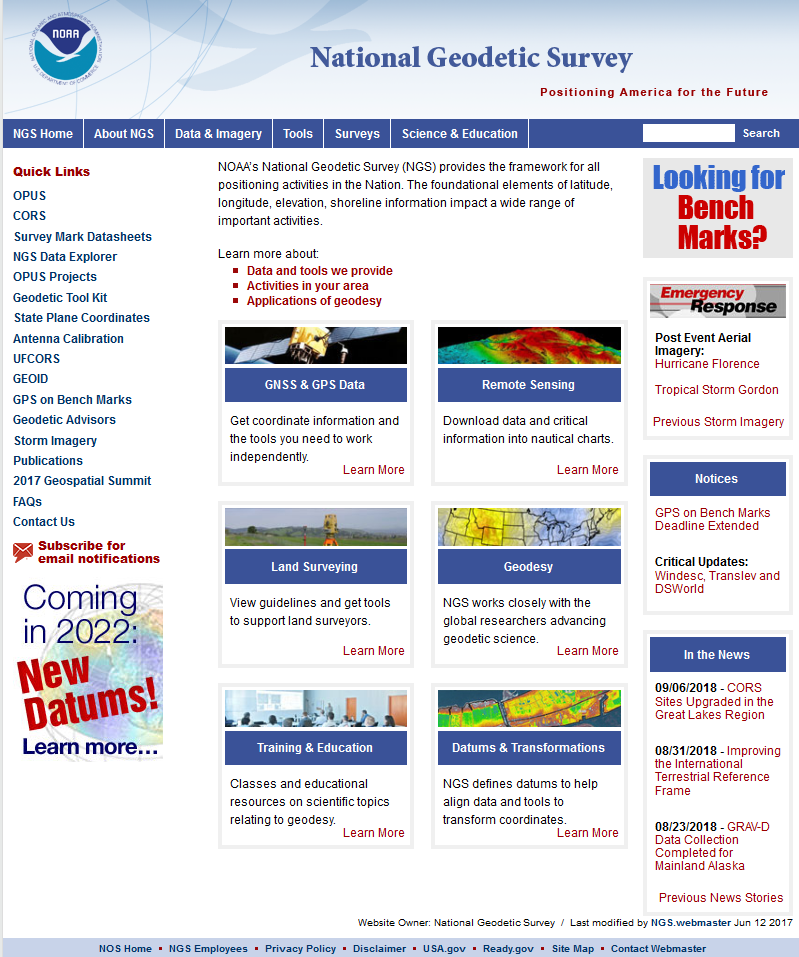 NATIONAL OCEANIC AND ATMOSPHERIC ADMINISTRATION
NOAA
U.S. DEPARTMENT OF COMMERCE
National Geodetic Survey
Positioning America for the Future
NGS Home
About NGS
Data & Imagery
Tools
Surveys
Science & Education
Search
Quick Links
OPUS
CORS
Survey Mark Datasheets
NGS Data Explorer
OPUS Projects
Geodetic Tool Kit
State Plane Coordinates
Antenna Calibration
UFCORS
GEOID
GPS on Bench Marks
Geodetic Advisors
Storm Imagery
Publications
2017 Geospatial Summit
FAQs
Contact Us
Subscribe for
email notifications
Coming
in 2022:
New
Datums!
Learn more...
NOAA's National Geodetic Survey (NGS) provides the framework for all
positioning activities in the Nation. The foundational elements of latitude,
longitude, elevation, shoreline information impact a wide range of
important activities.
Learn more about:
Data and tools we provide
Activities in your area
Applications of geodesy
GNSS & GPS Data
Get coordinate information and
the tools you need to work
independently.
Learn More
Remote Sensing
Download data and critical
information into nautical charts.
Learn More
Land Surveying
View guidelines and get tools
to support land surveyors.
Learn More
Geodesy
NGS works closely with the
global researchers advancing
geodetic science.
Learn More
Training & Education
Classes and educational
resources on scientific topics
relating to geodesy.
Learn More
Datums & Transformations
NGS defines datums to help
align data and tools to
transform coordinates.
Learn More
Looking for
Bench
Marks?
Emergency
Response
Post Event Aerial
Imagery:
Hurricane Florence
Tropical Storm Gordon
Previous Storm Imagery
Notices
GPS on Bench Marks
Deadline Extended
Critical Updates:
Windesc, Translev and
DSWorld
In the News
09/06/2018 - CORS
Sites Upgraded in the
Great Lakes Region
08/31/2018 - Improving
the International
Terrestrial Reference
Frame
08/23/2018 - GRAV-D
Data Collection
Completed for
Mainland Alaska
Previous News Stories
Website Owner: National Geodetic Survey / Last modified by NGS.webmaster Jun 12 2017
NOS Home ▪ NGS Employees ▪ Privacy Policy ▪ Disclaimer ▪ USA.gov ▪ Ready.gov ▪ Site Map ▪ Contact Webmaster